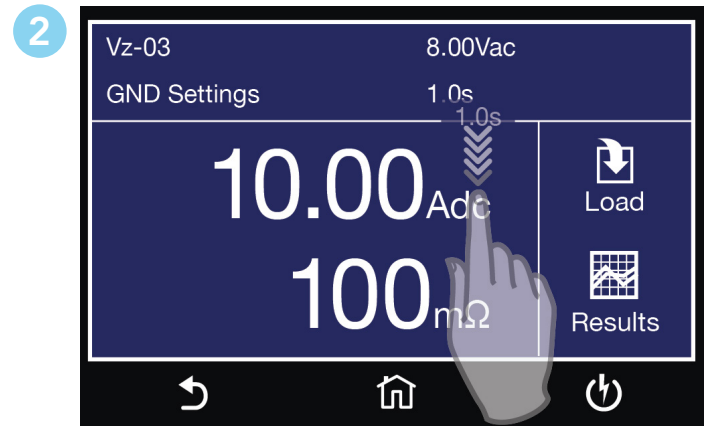 2
Vz-03 8.00Vac
GND Settings 1.0s
1.0s
10.00Adc
100mΩ
Load
Results